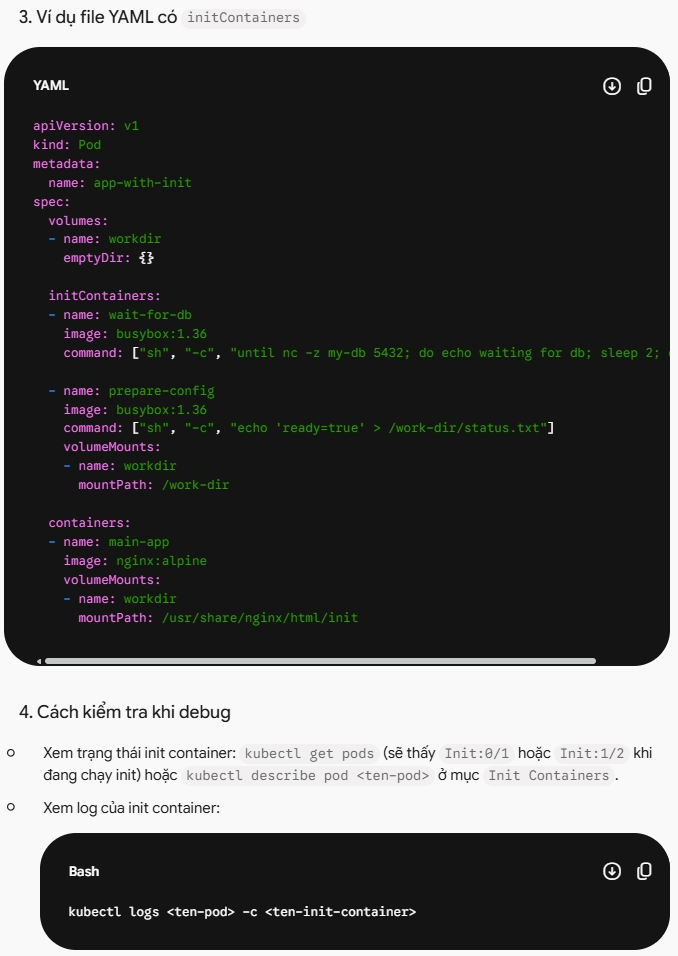 3. Ví dụ file YAML có initContainers
YAML
apiVersion: v1
kind: Pod
metadata:
  name: app-with-init
spec:
  volumes:
  - name: workdir
    emptyDir: {}

  initContainers:
  - name: wait-for-db
    image: busybox:1.36
    command: ["sh", "-c", "until nc -z my-db 5432; do echo waiting for db; sleep 2;

  - name: prepare-config
    image: busybox:1.36
    command: ["sh", "-c", "echo 'ready=true' > /work-dir/status.txt"]
    volumeMounts:
    - name: workdir
      mountPath: /work-dir

  containers:
  - name: main-app
    image: nginx:alpine
    volumeMounts:
    - name: workdir
      mountPath: /usr/share/nginx/html/init
4. Cách kiểm tra khi debug
Xem trạng thái init container: kubectl get pods (sẽ thấy Init:0/1 hoặc Init:1/2 khi
đang chạy init) hoặc kubectl describe pod <ten-pod> ở mục Init Containers.
Xem log của init container:
Bash
kubectl logs <ten-pod> -c <ten-init-container>